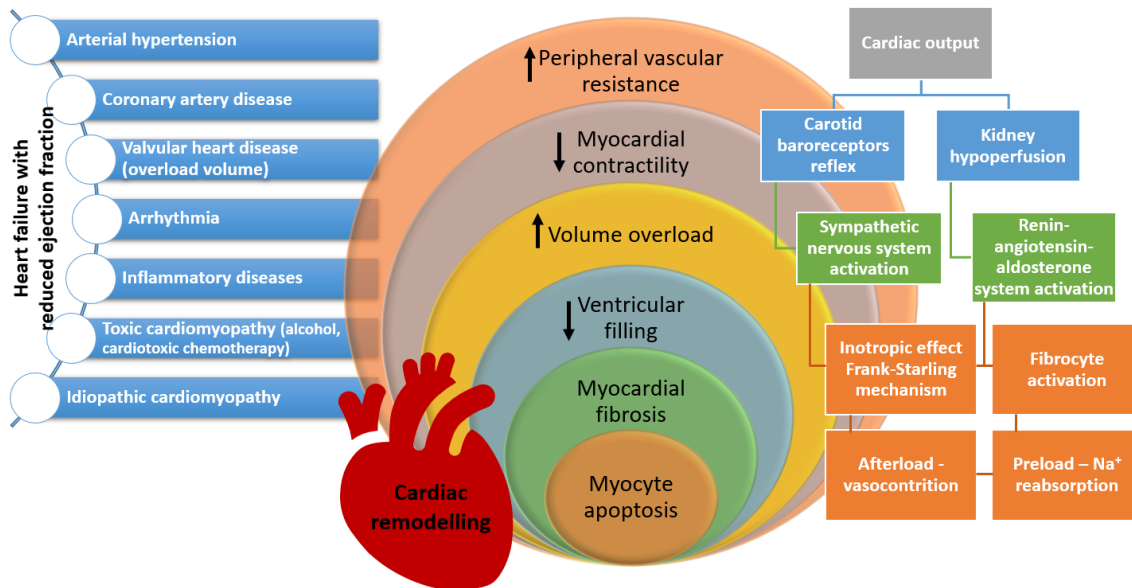 Heart failure with
reduced ejection fraction
Arterial hypertension
Coronary artery disease
Valvular heart disease
(overload volume)
Arrhythmia
Inflammatory diseases
Toxic cardiomyopathy (alcohol,
cardiotoxic chemotherapy)
Idiopathic cardiomyopathy
Cardiac
remodelling
Peripheral vascular
resistance
Myocardial
contractility
Volume overload
Ventricular
filling
Myocardial
fibrosis
Myocyte
apoptosis
Cardiac output
Carotid
baroreceptors
reflex
Kidney
hypoperfusion
Sympathetic
nervous system
activation
Renin-
angiotensin-
aldosterone
system activation
Inotropic effect
Frank-Starling
mechanism
Fibrocyte
activation
Afterload -
vasocontrition
Preload – Na⁺
reabsorption